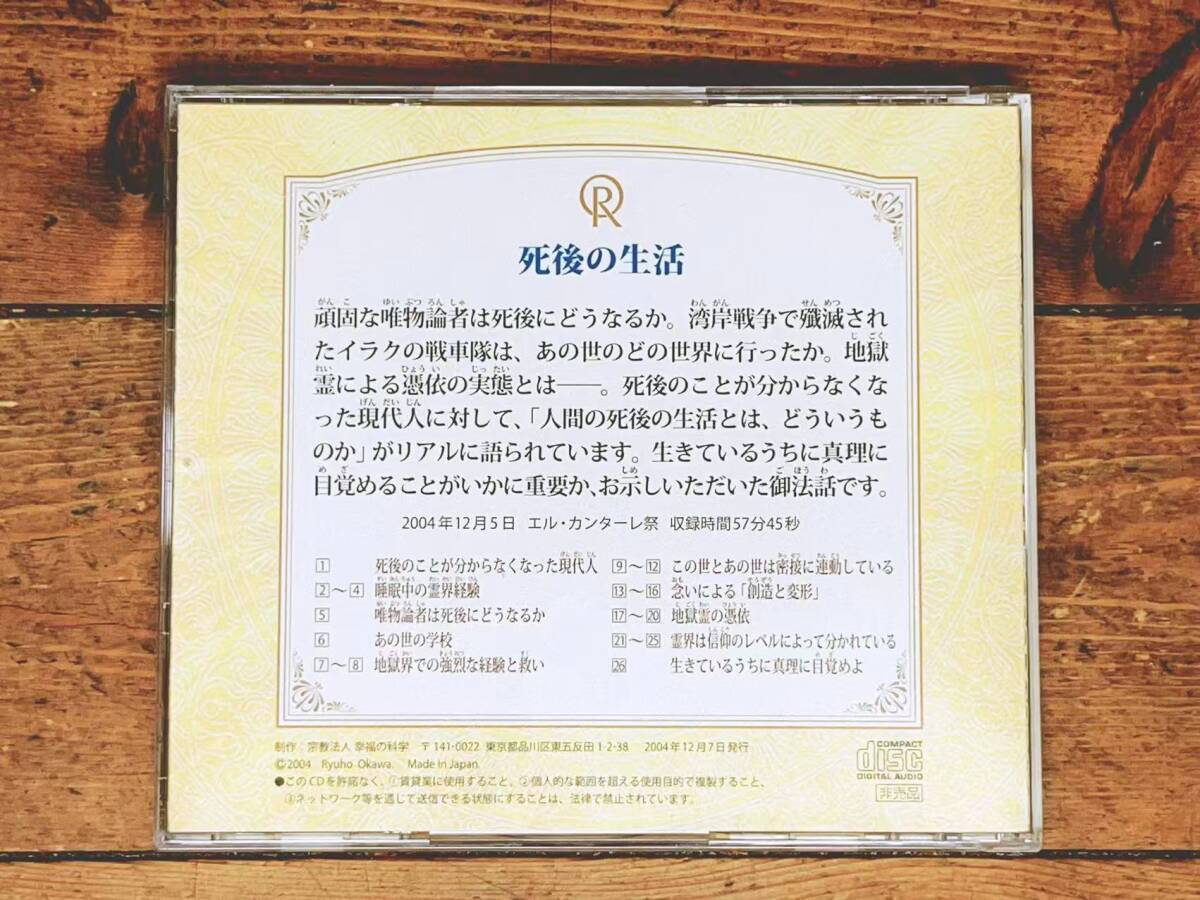 R
死後の生活
頑固な唯物論者は死後にどうなるか。湾岸戦争で殲滅され
たイラクの戦車隊は、あの世のどの世界に行ったか。地獄
霊による憑依の実態とは――。死後のことが分からなくな
った現代人に対して、「人間の死後の生活とは、どういうも
のか」がリアルに語られています。生きているうちに真理に
目覚めることがいかに重要か、お示しいただいた御法話です。
2004年12月5日 エル・カンターレ祭 収録時間57分45秒
1 死後のことが分からなくなった現代人
2～4 睡眠中の霊界経験
5 唯物論者は死後にどうなるか
6 あの世の学校
7～8 地獄界での強烈な経験と救い
9～12 この世とあの世は密接に連動している
13～16 念いによる「創造と変形」
17～20 地獄霊の憑依
21～25 霊界は信仰のレベルによって分かれている
26 生きているうちに真理に目覚めよ
制作：宗教法人 幸福の科学 〒141-0022 東京都品川区東五反田1-2-38 2004年12月7日発行
©2004 Ryuho Okawa. Made in Japan.
●このCDを許諾なく、①賃貸業に使用すること、②個人的な範囲を超える使用目的で複製すること、
③ネットワーク等を通じて送信できる状態にすることは、法律で禁止されています。
COMPACT
disc
DIGITAL AUDIO
非売品